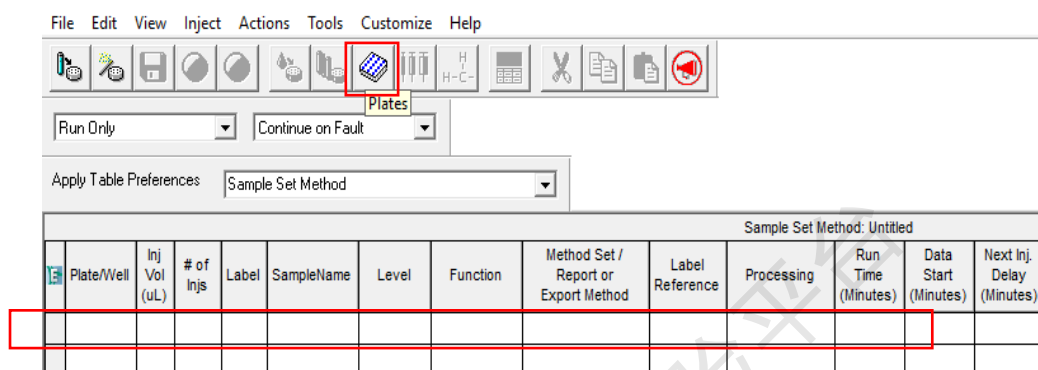 File Edit View Inject Actions Tools Customize Help
H
H-C-
Plates
Run Only Continue on Fault
Apply Table Preferences Sample Set Method
Sample Set Method: Untitled
Plate/Well Inj Vol (uL) # of Injs Label SampleName Level Function Method Set / Report or Export Method Label Reference Processing Run Time (Minutes) Data Start (Minutes) Next Inj. Delay (Minutes)
平台